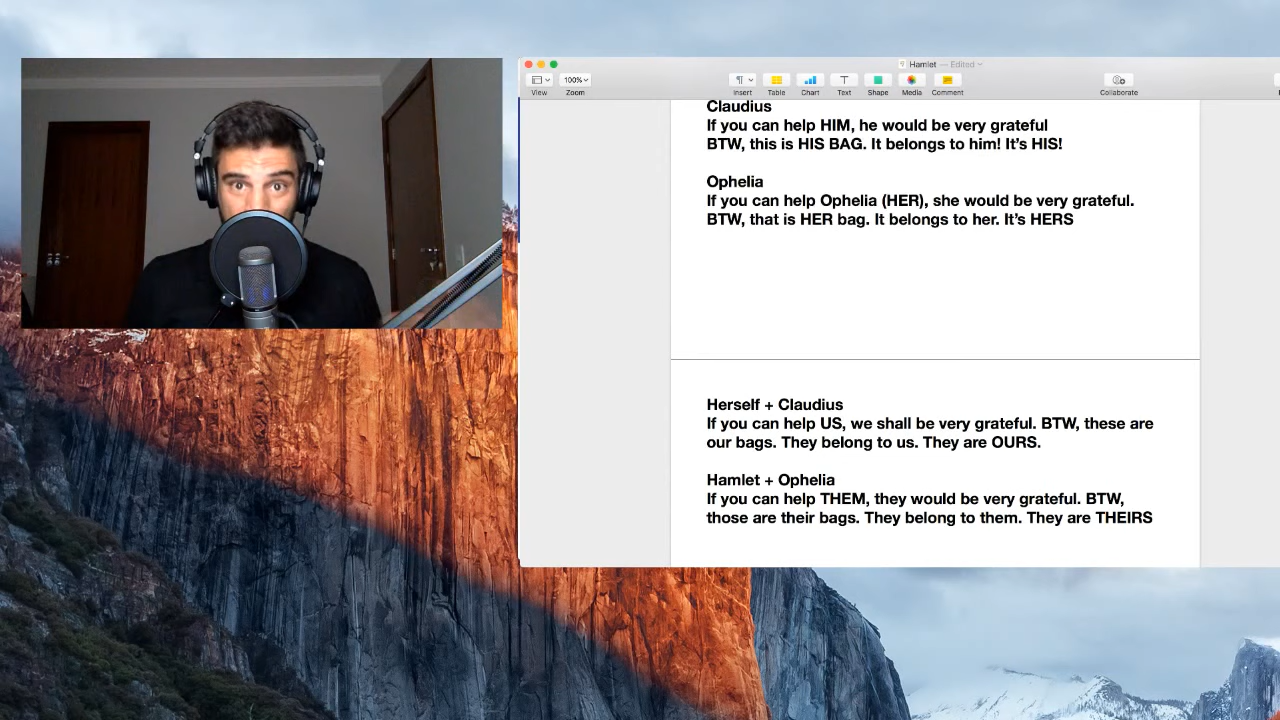 Hamlet — Edited
View
100%
Zoom
Insert
Table
Chart
Text
Shape
Media
Comment
Collaborate
Claudius
If you can help HIM, he would be very grateful
BTW, this is HIS BAG. It belongs to him! It’s HIS!
Ophelia
If you can help Ophelia (HER), she would be very grateful.
BTW, that is HER bag. It belongs to her. It’s HERS
Herself + Claudius
If you can help US, we shall be very grateful. BTW, these are
our bags. They belong to us. They are OURS.
Hamlet + Ophelia
If you can help THEM, they would be very grateful. BTW,
those are their bags. They belong to them. They are THEIRS